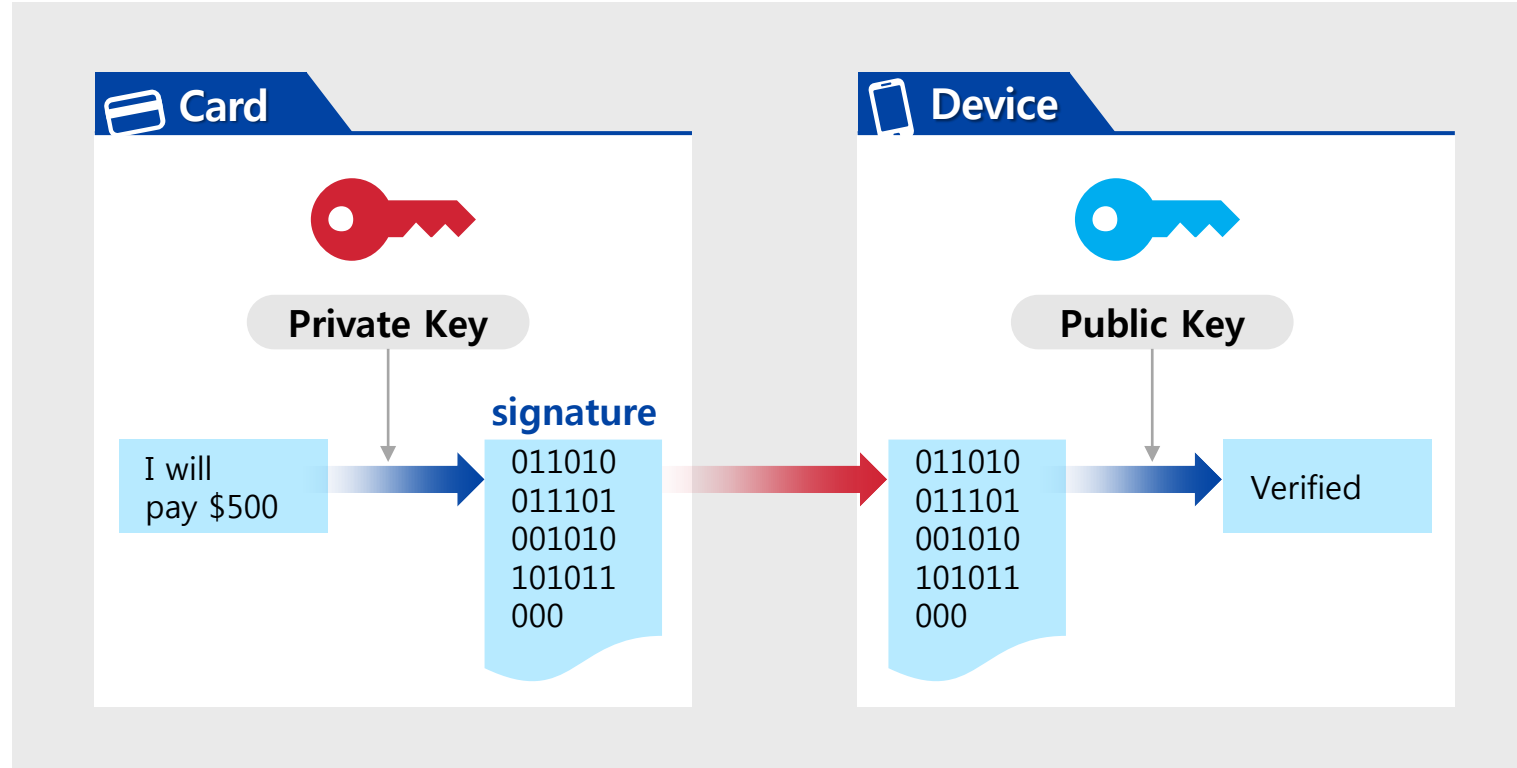 Card
Private Key
signature
I will
pay $500
011010
011101
001010
101011
000
Device
Public Key
011010
011101
001010
101011
000
Verified